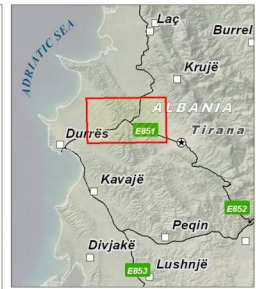 Laç
Burrel
ADRIATIC SEA
Krujë
ALBANIA
Durrës
E851
Tirana
Kavajë
E852
Peqin
Divjakë
E853
Lushnjë